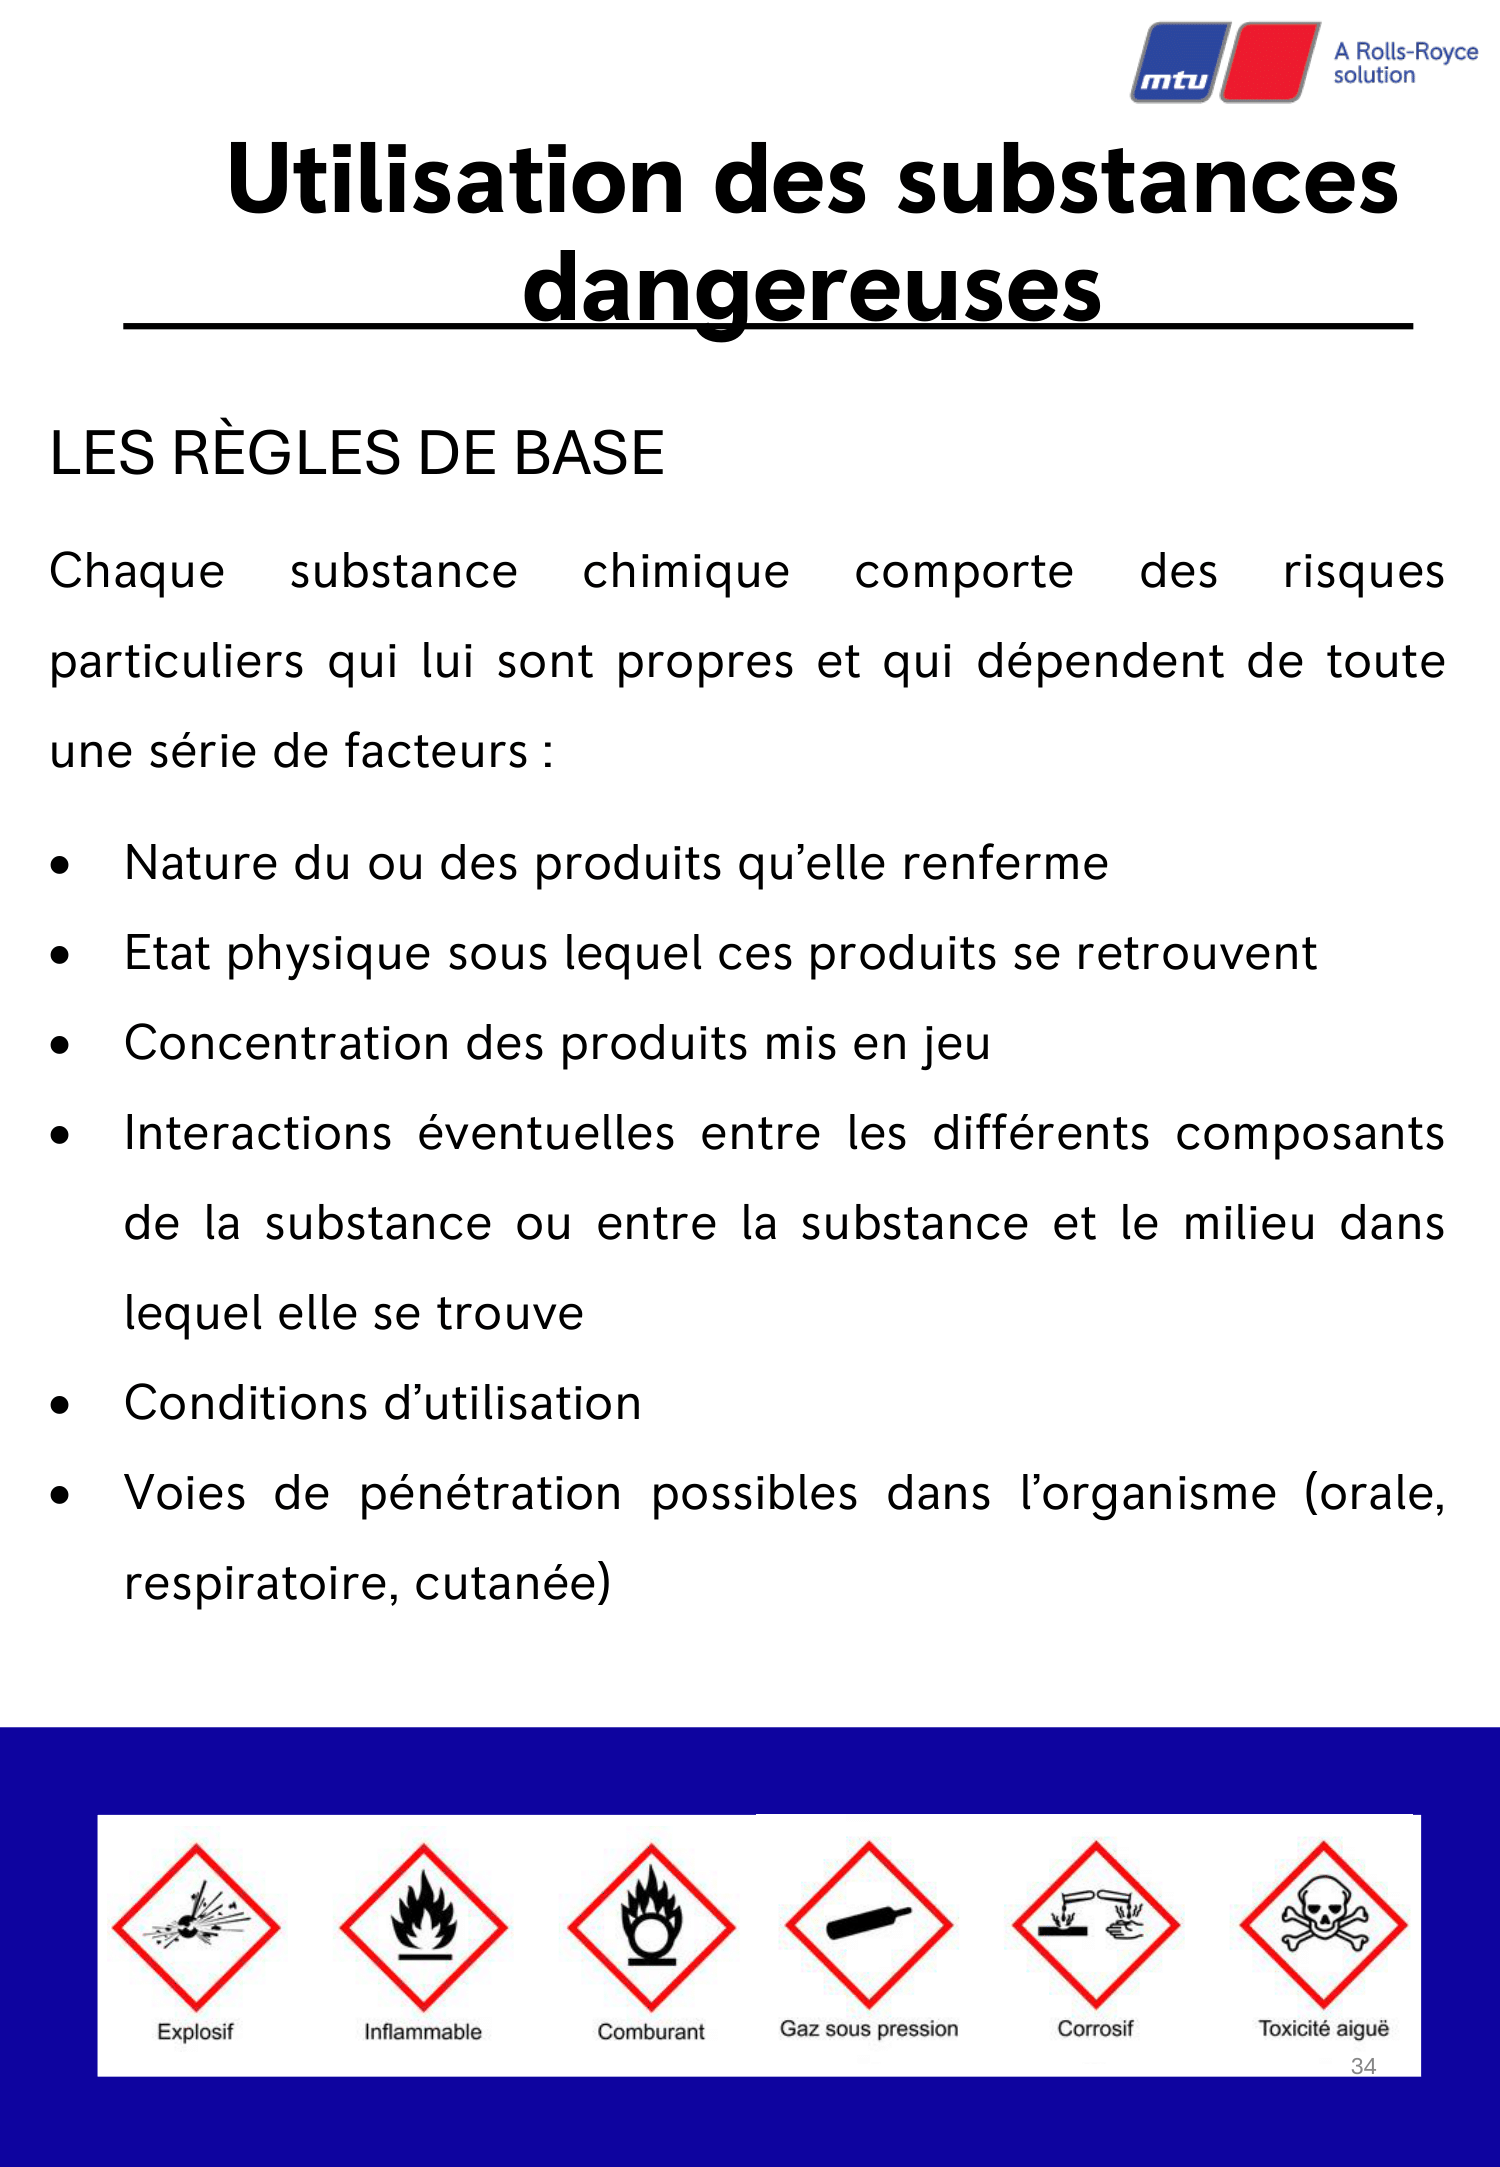 mtu
A Rolls-Royce
solution
Utilisation des substances
dangereuses
LES RÈGLES DE BASE
Chaque substance chimique comporte des risques
particuliers qui lui sont propres et qui dépendent de toute
une série de facteurs :
• Nature du ou des produits qu’elle renferme
• Etat physique sous lequel ces produits se retrouvent
• Concentration des produits mis en jeu
• Interactions éventuelles entre les différents composants
de la substance ou entre la substance et le milieu dans
lequel elle se trouve
• Conditions d’utilisation
• Voies de pénétration possibles dans l’organisme (orale,
respiratoire, cutanée)
Explosif Inflammable Comburant Gaz sous pression Corrosif Toxicité aiguë
34